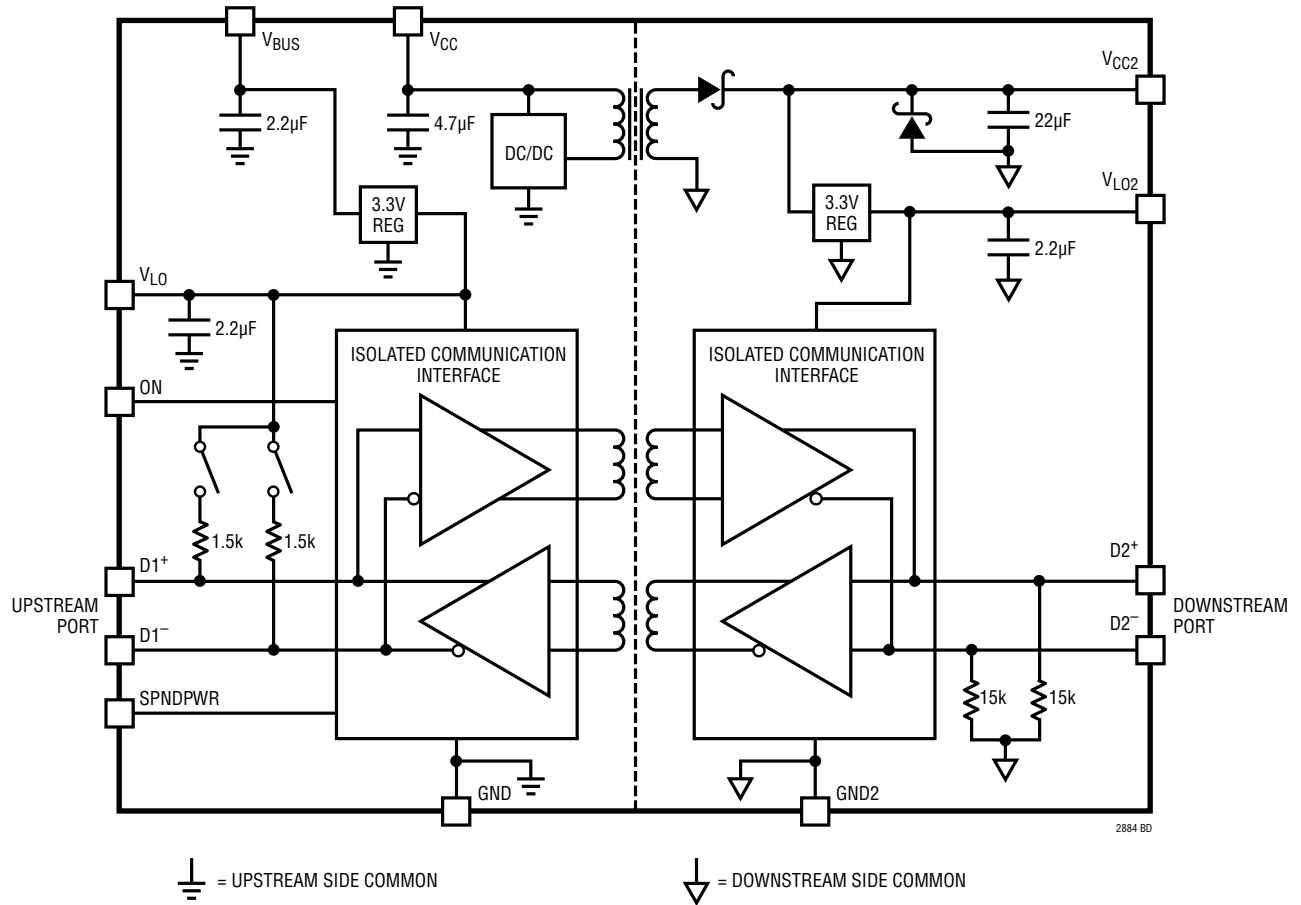 VBUS
VCC
VCC2
2.2µF
4.7µF
DC/DC
22µF
3.3V
REG
3.3V
REG
VLO2
2.2µF
VLO
2.2µF
ISOLATED COMMUNICATION
INTERFACE
ISOLATED COMMUNICATION
INTERFACE
ON
1.5k
1.5k
D1+
D2+
UPSTREAM
PORT
DOWNSTREAM
PORT
D1−
D2−
15k
15k
SPNDPWR
GND
GND2
2884 BD
= UPSTREAM SIDE COMMON
= DOWNSTREAM SIDE COMMON